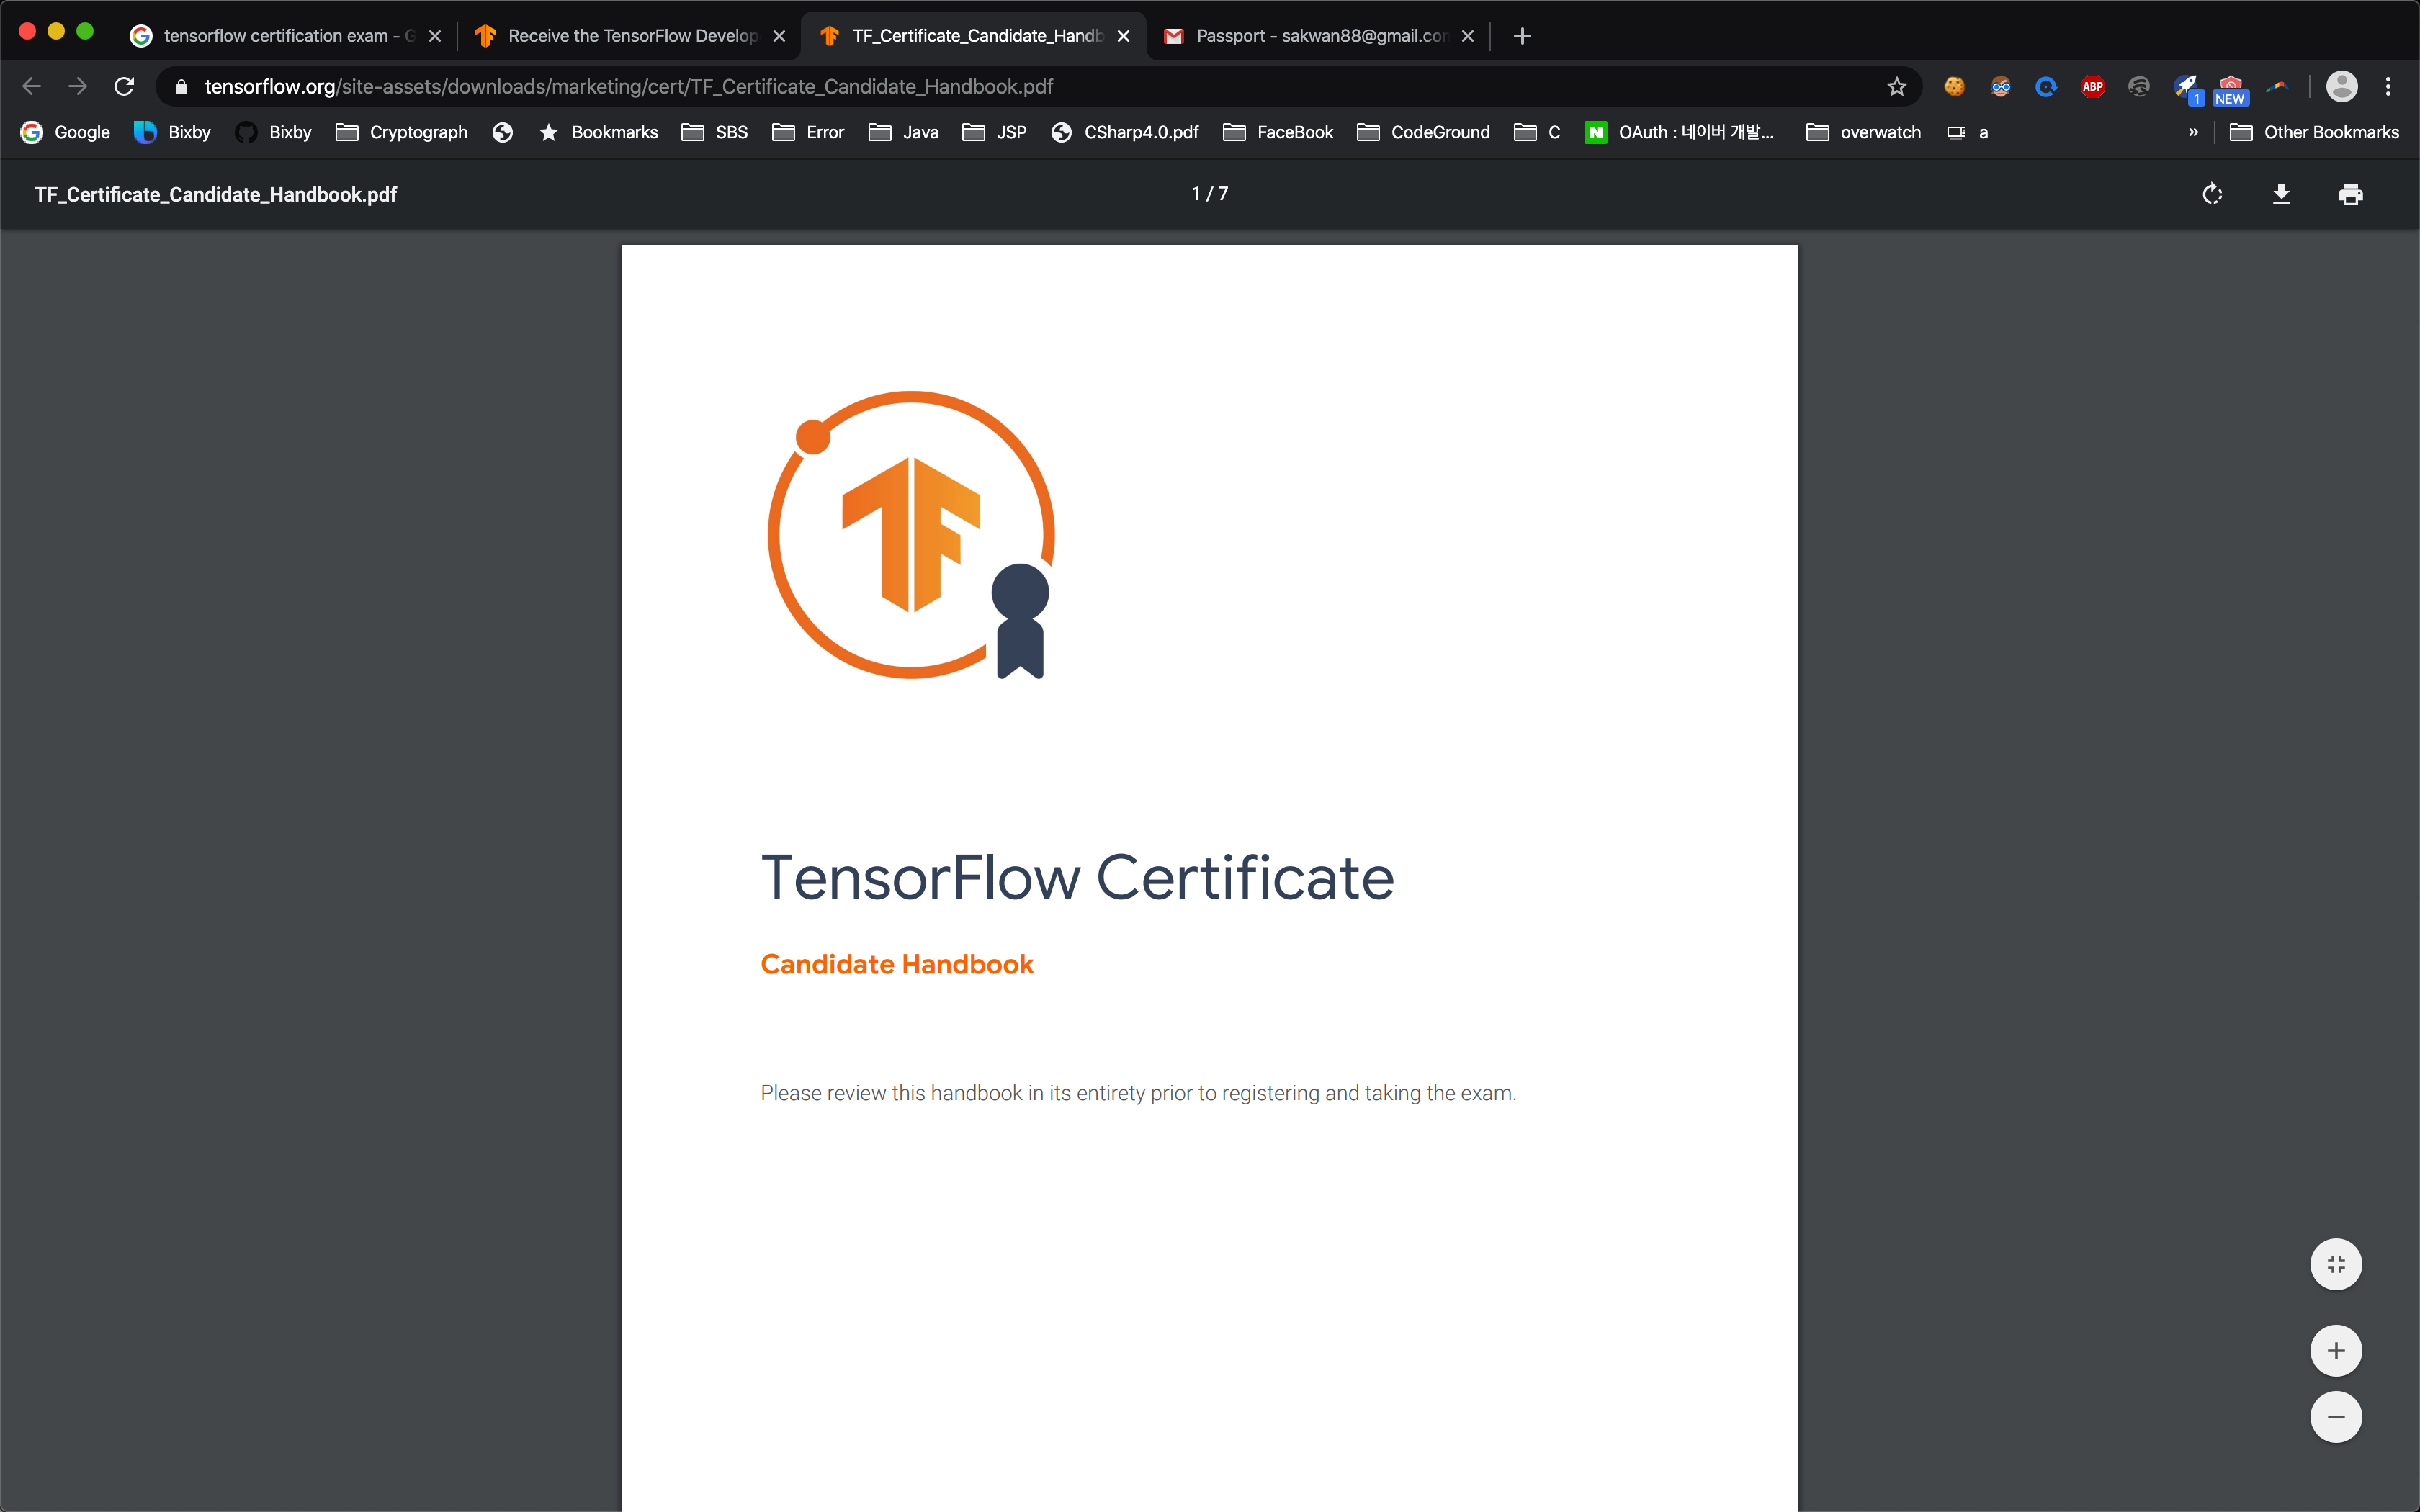 tensorflow certification exam - G
Receive the TensorFlow Develop
TF_Certificate_Candidate_Handb
Passport - sakwan88@gmail.com
tensorflow.org/site-assets/downloads/marketing/cert/TF_Certificate_Candidate_Handbook.pdf
ABP
1
NEW
Google
Bixby
Bixby
Cryptograph
Bookmarks
SBS
Error
Java
JSP
CSharp4.0.pdf
FaceBook
CodeGround
C
N
OAuth : 네이버 개발...
overwatch
a
»
Other Bookmarks
TF_Certificate_Candidate_Handbook.pdf
1 / 7
TensorFlow Certificate
Candidate Handbook
Please review this handbook in its entirety prior to registering and taking the exam.